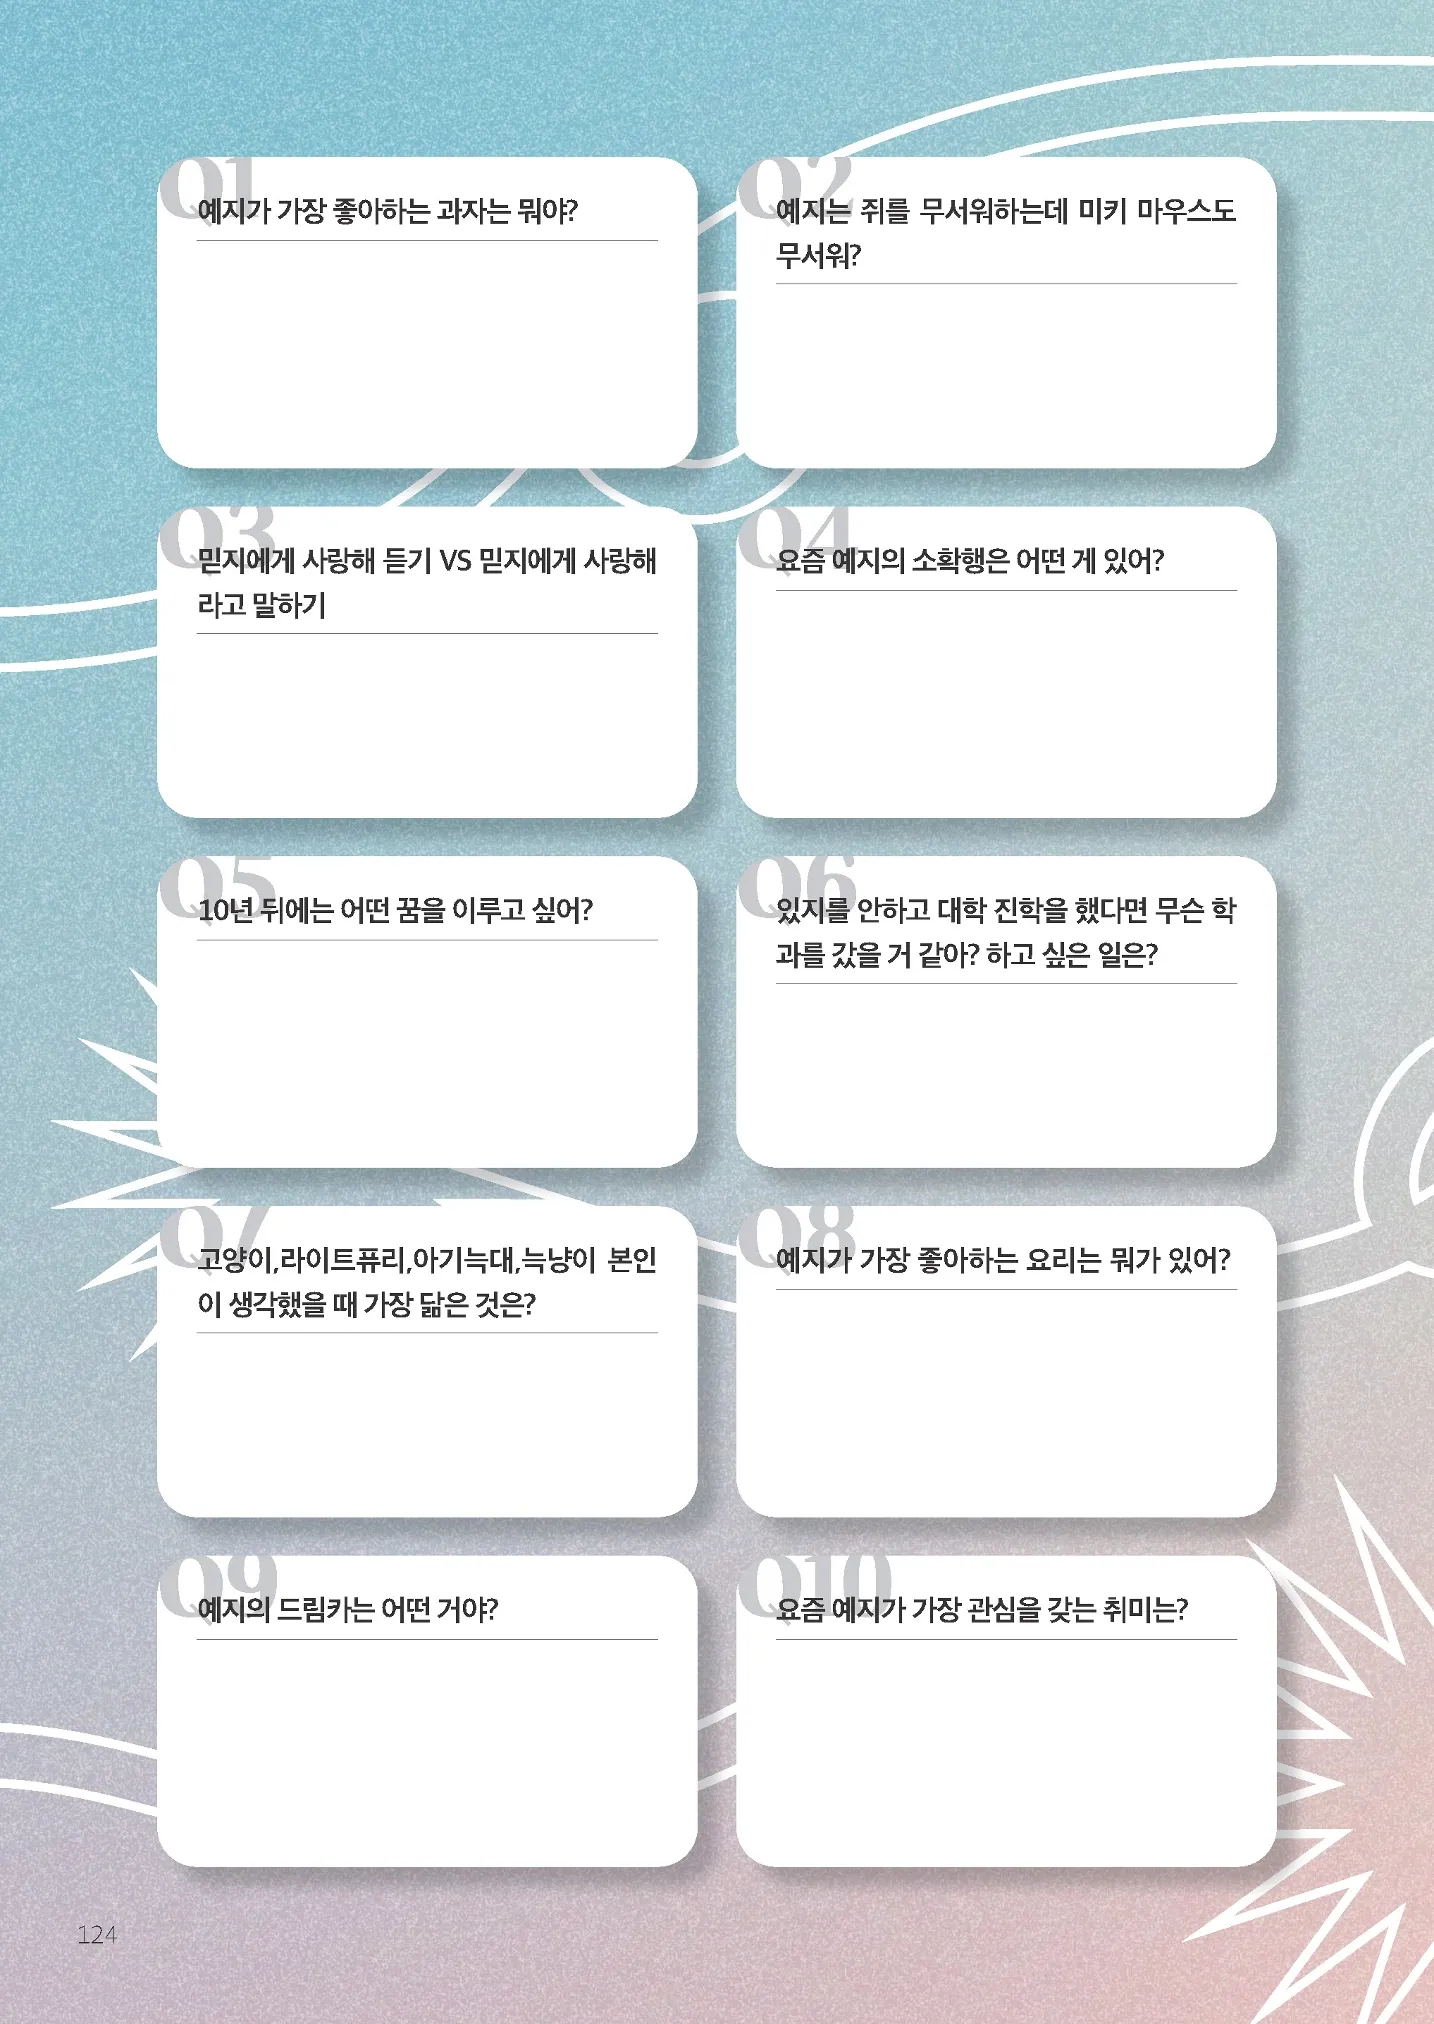 Q1
예지가 가장 좋아하는 과자는 뭐야?
Q2
예지는 쥐를 무서워하는데 미키 마우스도
무서워?
Q3
믿지에게 사랑해 듣기 VS 믿지에게 사랑해
라고 말하기
Q4
요즘 예지의 소확행은 어떤 게 있어?
Q5
10년 뒤에는 어떤 꿈을 이루고 싶어?
Q6
있지를 안하고 대학 진학을 했다면 무슨 학
과를 갔을 거 같아? 하고 싶은 일은?
Q7
고양이,라이트퓨리,아기늑대,늑냥이 본인
이 생각했을 때 가장 닮은 것은?
Q8
예지가 가장 좋아하는 요리는 뭐가 있어?
Q9
예지의 드림카는 어떤 거야?
Q10
요즘 예지가 가장 관심을 갖는 취미는?
124